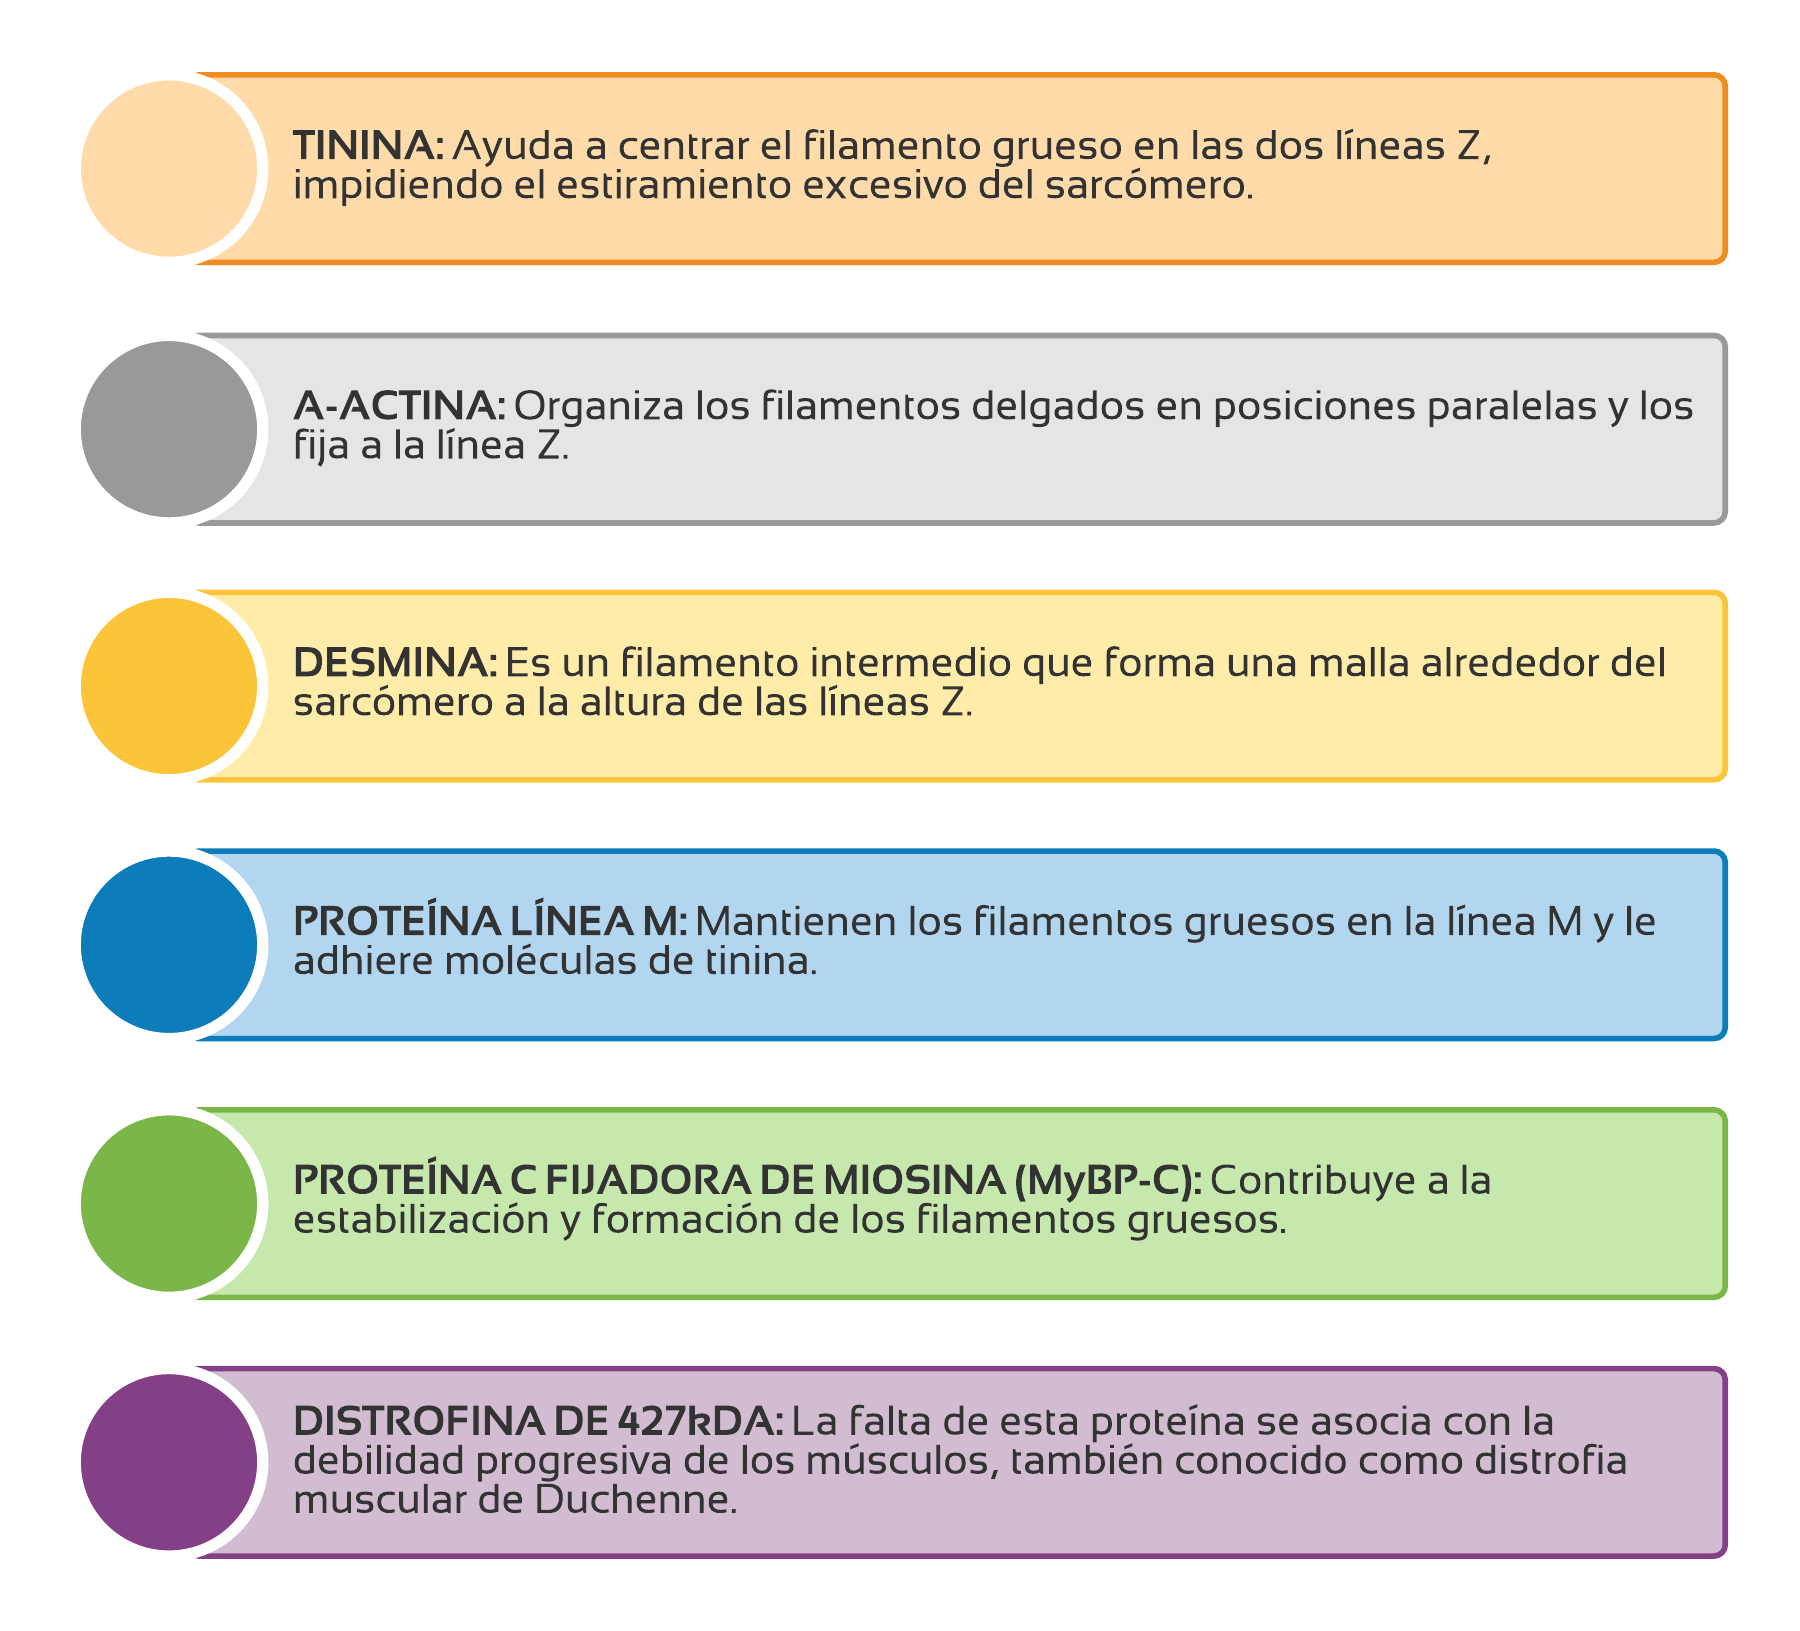 TININA: Ayuda a centrar el filamento grueso en las dos líneas Z,
impidiendo el estiramiento excesivo del sarcómero.
A-ACTINA: Organiza los filamentos delgados en posiciones paralelas y los
fija a la línea Z.
DESMINA: Es un filamento intermedio que forma una malla alrededor del
sarcómero a la altura de las líneas Z.
PROTEÍNA LÍNEA M: Mantienen los filamentos gruesos en la línea M y le
adhiere moléculas de tinina.
PROTEÍNA C FIJADORA DE MIOSINA (MyBP-C): Contribuye a la
estabilización y formación de los filamentos gruesos.
DISTROFINA DE 427kDA: La falta de esta proteína se asocia con la
debilidad progresiva de los músculos, también conocido como distrofia
muscular de Duchenne.